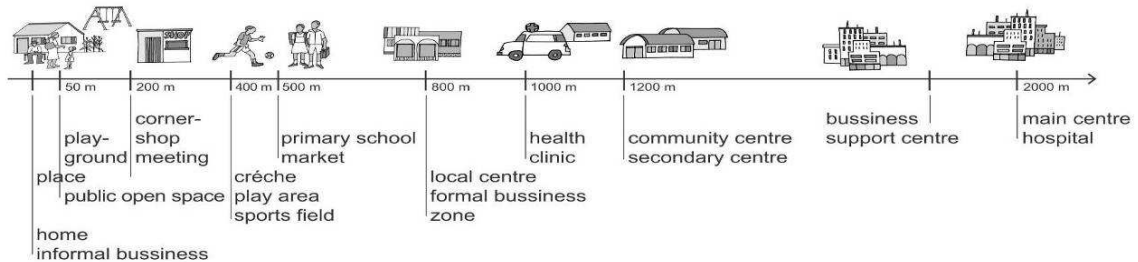 SHOP
50 m
200 m
400 m
500 m
800 m
1000 m
1200 m
2000 m
corner-
shop
meeting
play-
ground
place
public open space
home
informal bussiness
créche
play area
sports field
primary school
market
local centre
formal bussiness
zone
health
clinic
community centre
secondary centre
bussiness
support centre
main centre
hospital